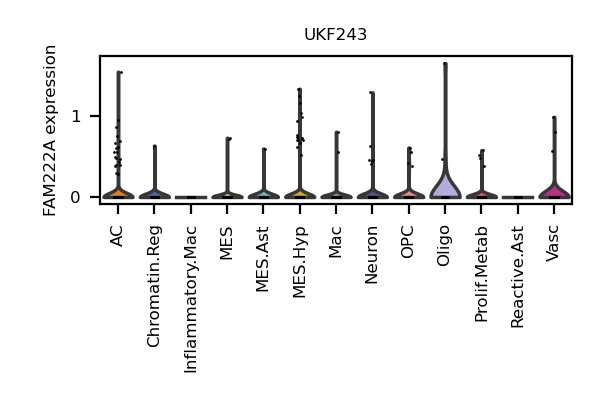 UKF243
FAM222A expression
1
0
AC
Chromatin.Reg
Inflammatory.Mac
MES
MES.Ast
MES.Hyp
Mac
Neuron
OPC
Oligo
Prolif.Metab
Reactive.Ast
Vasc